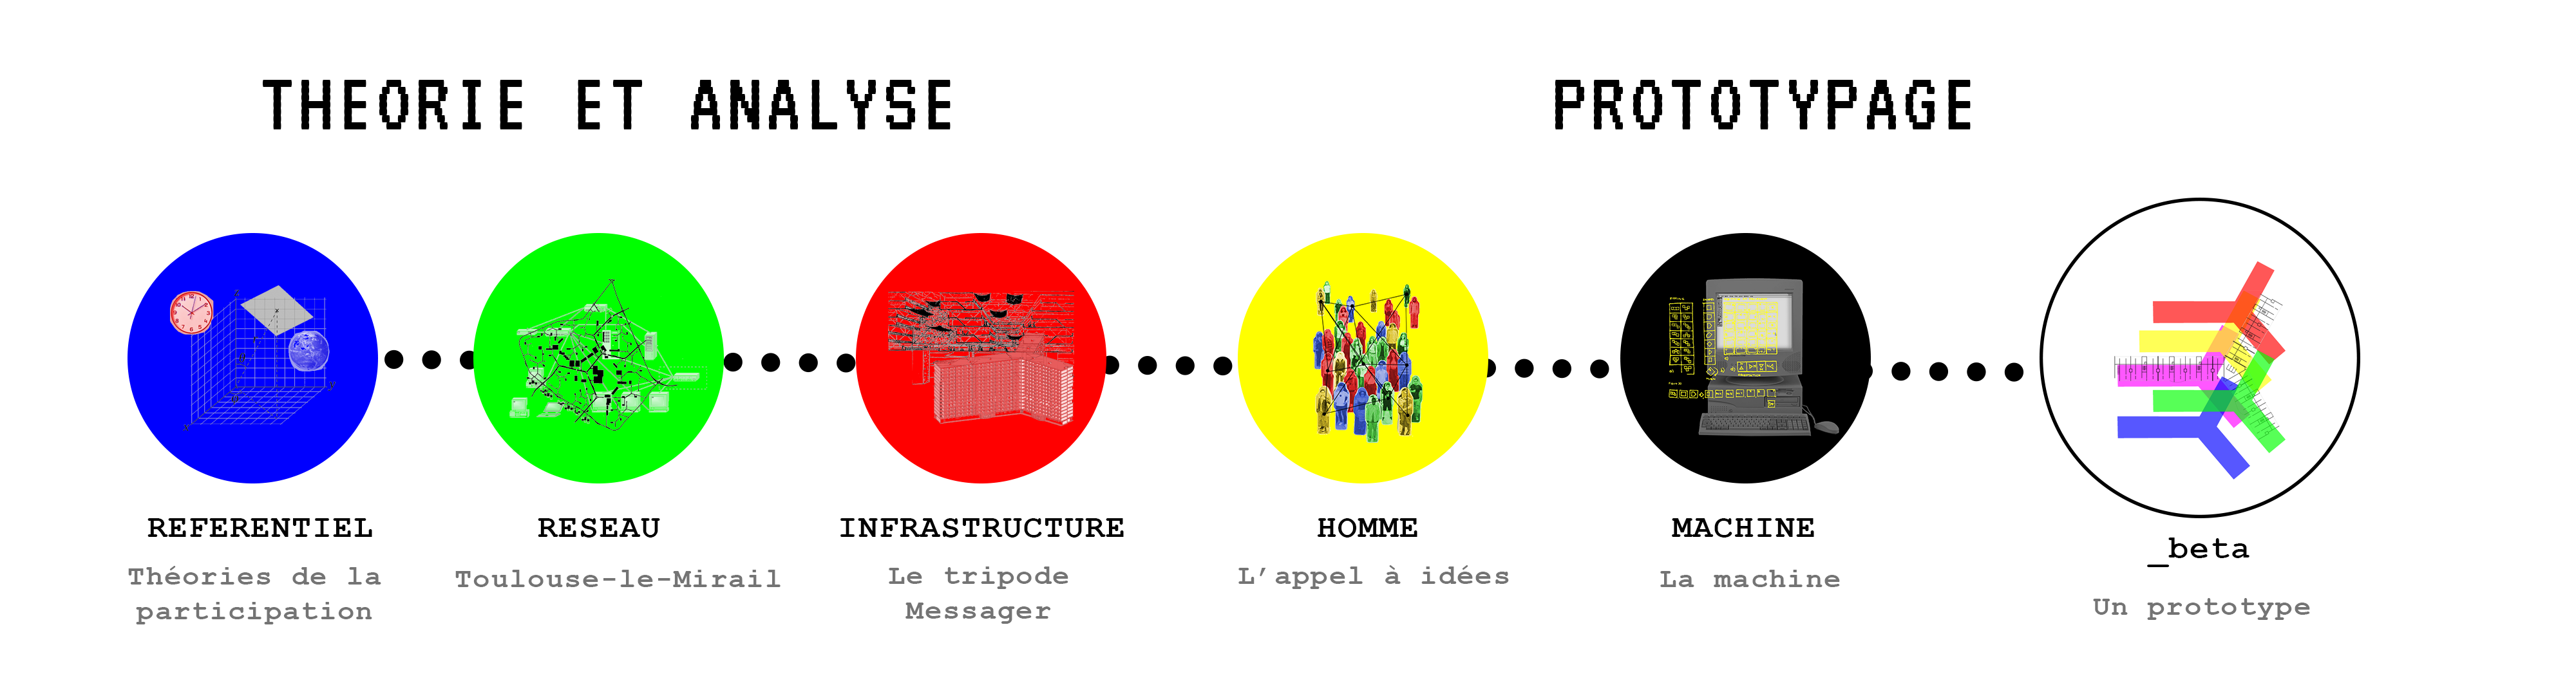 THEORIE ET ANALYSE
PROTOTYPAGE
REFERENTIEL
Théories de la
participation
RESEAU
Toulouse-le-Mirail
INFRASTRUCTURE
Le tripode
Messager
HOMME
L'appel à idées
MACHINE
La machine
_beta
Un prototype